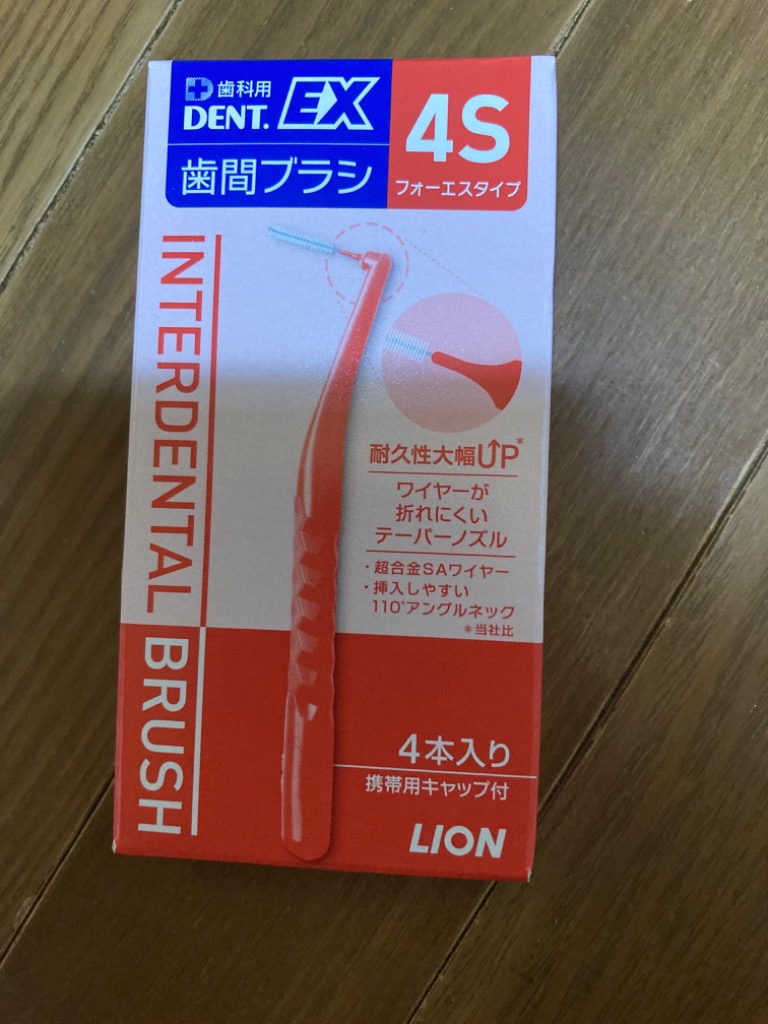 歯科用
DENT. EX
歯間ブラシ
4S
フォーエスタイプ
INTERDENTAL BRUSH
耐久性大幅UP*
ワイヤーが
折れにくい
テーパーノズル
・超合金SAワイヤー
・挿入しやすい
110°アングルネック
*当社比
4本入り
携帯用キャップ付
LION